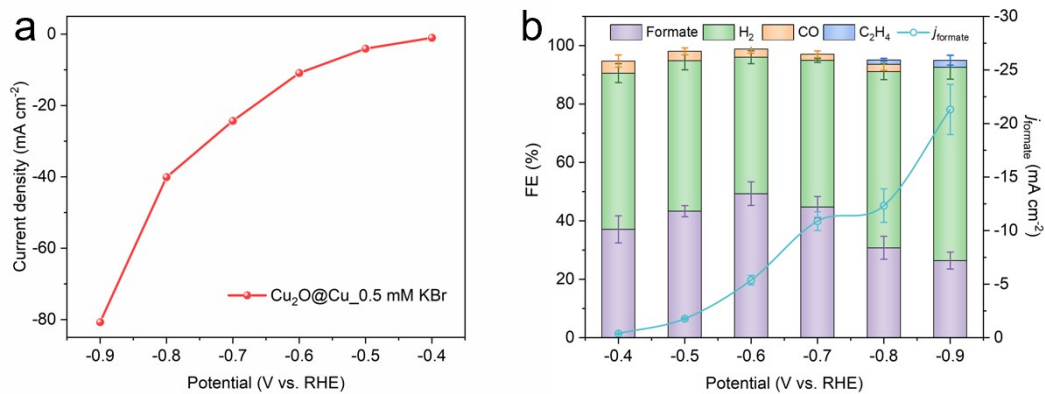 a
0
-20
-40
-60
-80
Current density (mA cm⁻²)
Cu₂O@Cu_0.5 mM KBr
-0.9 -0.8 -0.7 -0.6 -0.5 -0.4
Potential (V vs. RHE)
b
Formate H₂ CO C₂H₄ j formate
100
80
60
40
20
0
FE (%)
-30
-25
-20
-15
-10
-5
0
j formate (mA cm⁻²)
-0.4 -0.5 -0.6 -0.7 -0.8 -0.9
Potential (V vs. RHE)